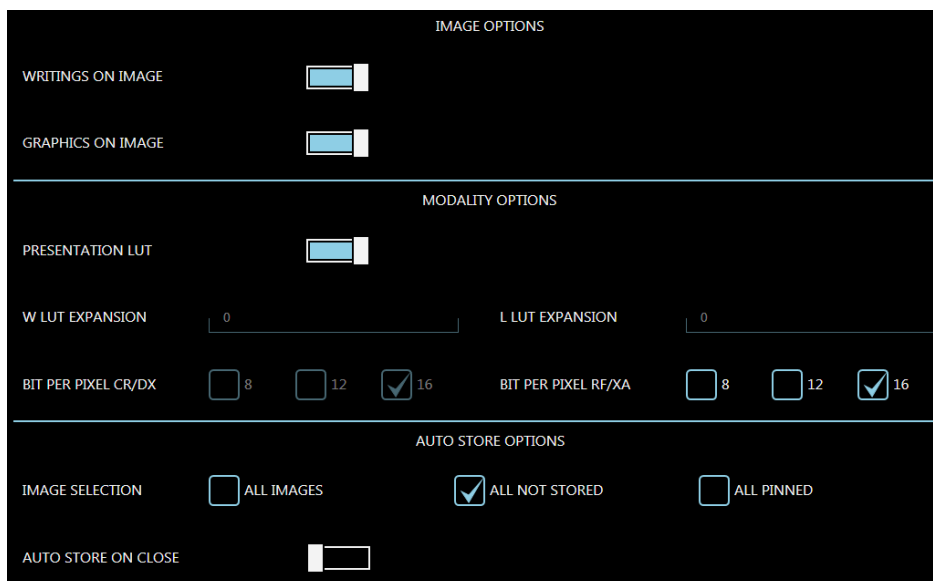 IMAGE OPTIONS
WRITINGS ON IMAGE
GRAPHICS ON IMAGE
MODALITY OPTIONS
PRESENTATION LUT
W LUT EXPANSION 0 L LUT EXPANSION 0
BIT PER PIXEL CR/DX 8 12 16 BIT PER PIXEL RF/XA 8 12 16
AUTO STORE OPTIONS
IMAGE SELECTION ALL IMAGES ALL NOT STORED ALL PINNED
AUTO STORE ON CLOSE